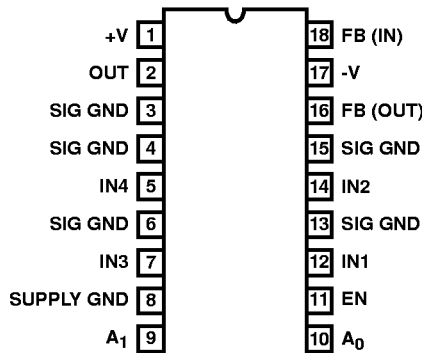 +V 1 18 FB (IN)
OUT 2 17 -V
SIG GND 3 16 FB (OUT)
SIG GND 4 15 SIG GND
IN4 5 14 IN2
SIG GND 6 13 SIG GND
IN3 7 12 IN1
SUPPLY GND 8 11 EN
A1 9 10 A0